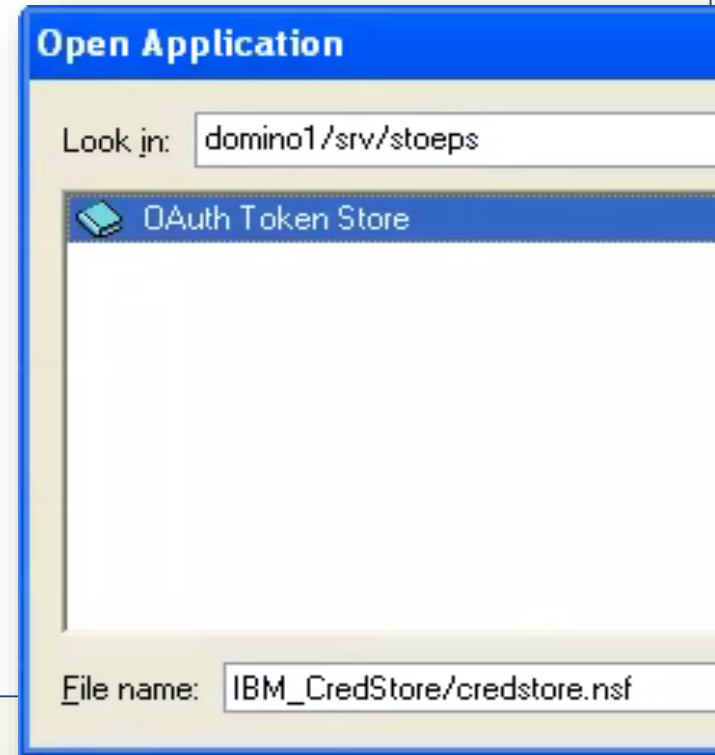 Open Application
Look in: domino1/srv/stoeps
OAuth Token Store
File name: IBM_CredStore/credstore.nsf